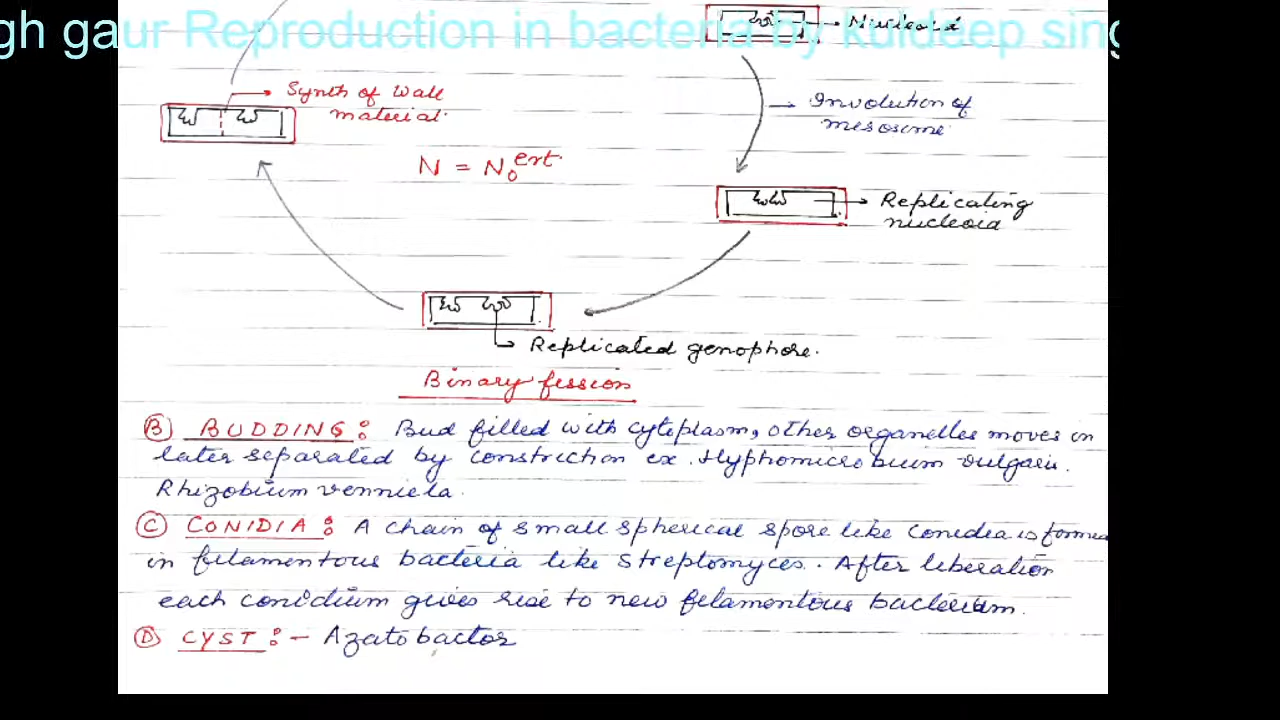 gh gaur Reproduction in bacteria by kuldeep sing
Nucleoid
Synth of Wall
material.
Involution of
mesosome
N = N₀ ert.
Replicating
nucleoid
Replicated genophore.
Binary fission
(B) BUDDING: Bud filled with cytoplasm, other organelles moves in
later separated by constriction ex. Hyphomicrobium vulgare.
Rhizobium vanniela.
(C) CONIDIA: A chain of small spherical spore like conidia is formed
in filamentous bacteria like Streptomyces. After liberation
each conidium gives rise to new filamentous bacterium.
(D) CYST: - Azatobactor